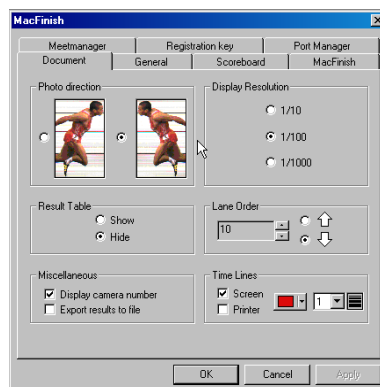 MacFinish
Meetmanager Registration key Port Manager
Document General Scoreboard MacFinish
Photo direction
Display Resolution
1/10
1/100
1/1000
Result Table
Show
Hide
Lane Order
10
Miscellaneous
Display camera number
Export results to file
Time Lines
Screen
Printer
1
OK Cancel Apply